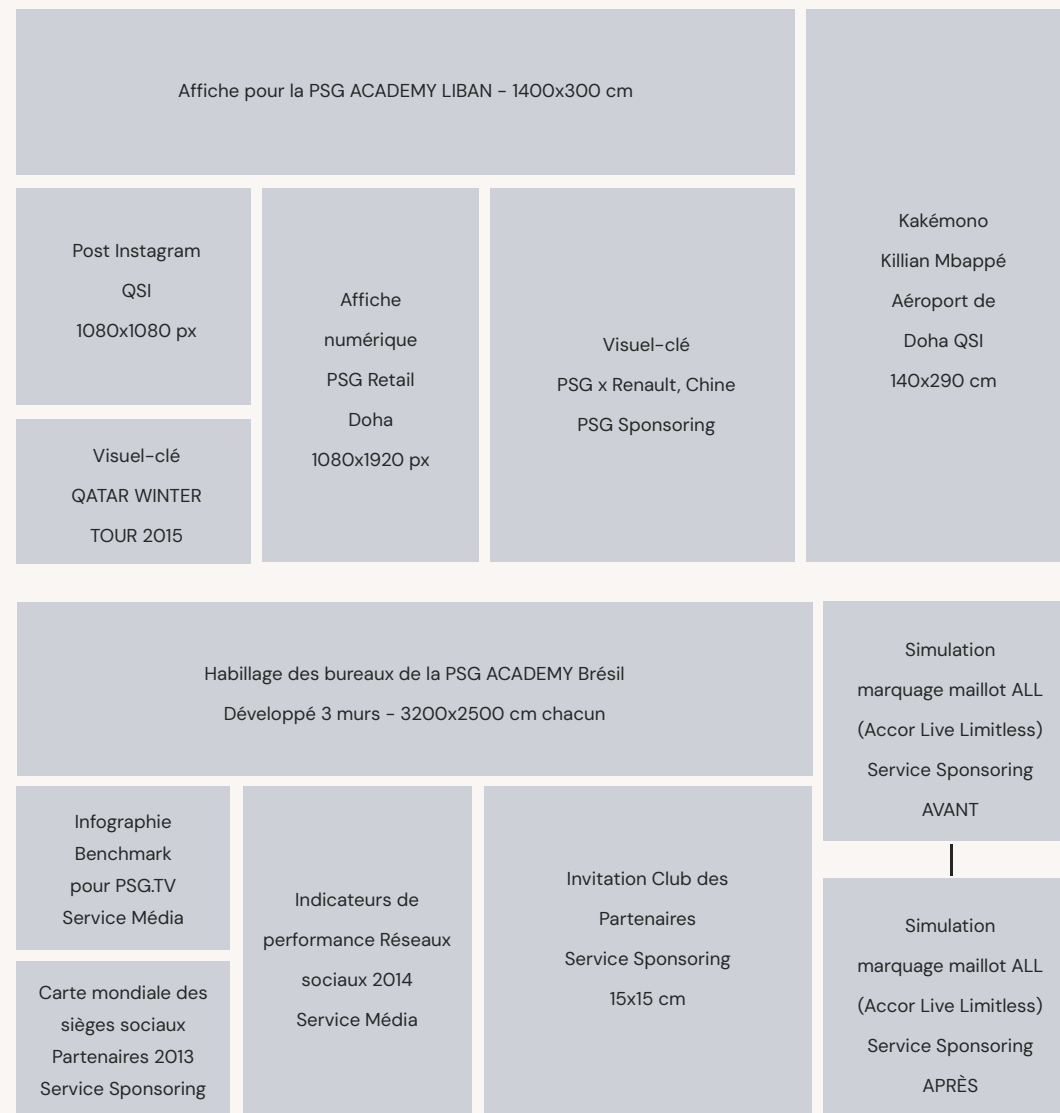 Affiche pour la PSG ACADEMY LIBAN - 1400x300 cm
Post Instagram
QSI
1080x1080 px
Visuel-clé
QATAR WINTER
TOUR 2015
Affiche
numérique
PSG Retail
Doha
1080x1920 px
Visuel-clé
PSG x Renault, Chine
PSG Sponsoring
Kakémono
Killian Mbappé
Aéroport de
Doha QSI
140x290 cm
Habillage des bureaux de la PSG ACADEMY Brésil
Développé 3 murs - 3200x2500 cm chacun
Infographie
Benchmark
pour PSG.TV
Service Média
Carte mondiale des
sièges sociaux
Partenaires 2013
Service Sponsoring
Indicateurs de
performance Réseaux
sociaux 2014
Service Média
Invitation Club des
Partenaires
Service Sponsoring
15x15 cm
Simulation
marquage maillot ALL
(Accor Live Limitless)
Service Sponsoring
AVANT
Simulation
marquage maillot ALL
(Accor Live Limitless)
Service Sponsoring
APRÈS